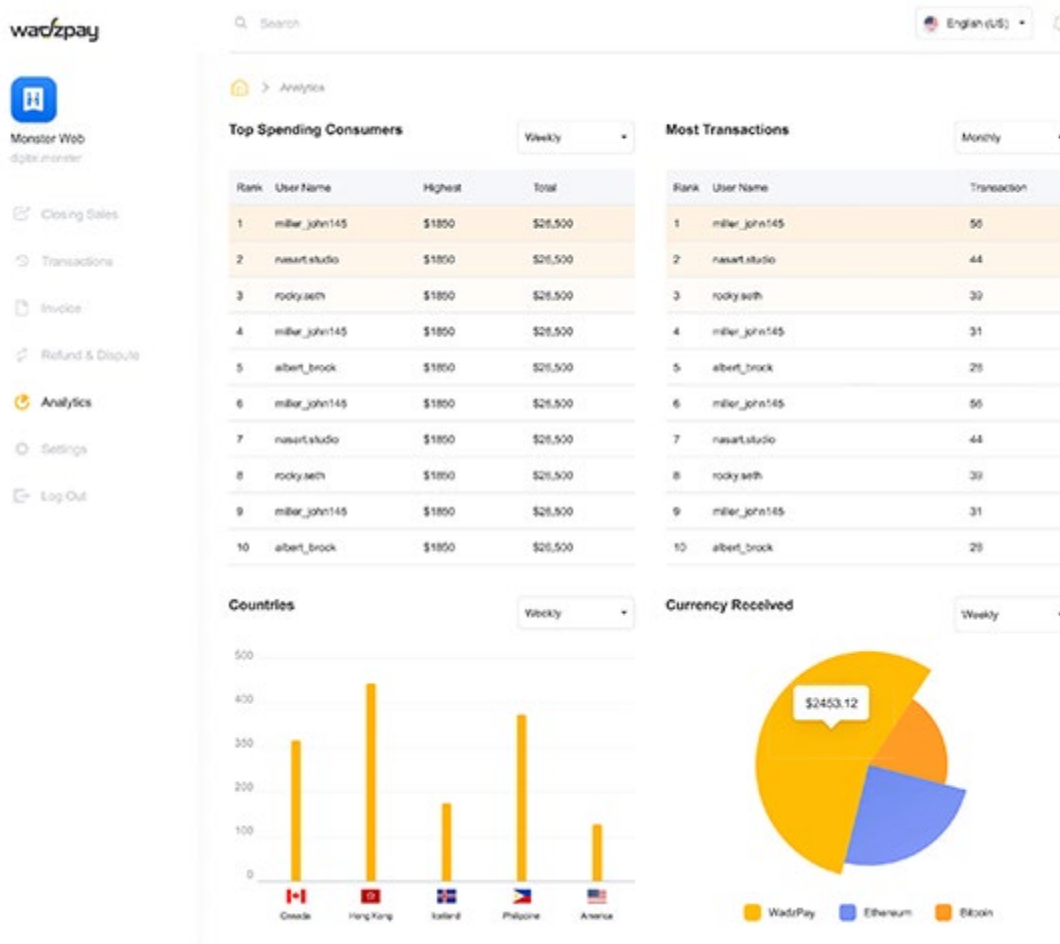 wadzpay
Search
English (US)
Monster Web
digital.monster
Closing Sales
Transactions
Invoice
Refund & Dispute
Analytics
Settings
Log Out
Analytics
Top Spending Consumers
Weekly
Rank User Name Highest Total
1 miller_john145 $1850 $26,500
2 nasart.studio $1850 $26,500
3 rocky.seth $1850 $26,500
4 miller_john145 $1850 $26,500
5 albert_brock $1850 $26,500
6 miller_john145 $1850 $26,500
7 nasart.studio $1850 $26,500
8 rocky.seth $1850 $26,500
9 miller_john145 $1850 $26,500
10 albert_brock $1850 $26,500
Most Transactions
Monthly
Rank User Name Transaction
1 miller_john145 56
2 nasart.studio 44
3 rocky.seth 39
4 miller_john145 31
5 albert_brock 28
6 miller_john145 56
7 nasart.studio 44
8 rocky.seth 39
9 miller_john145 31
10 albert_brock 28
Countries
Weekly
500
400
350
200
100
0
Canada
Hong Kong
Iceland
Philipine
America
Currency Received
Weekly
$2453.12
WadzPay
Ethereum
Bitcoin